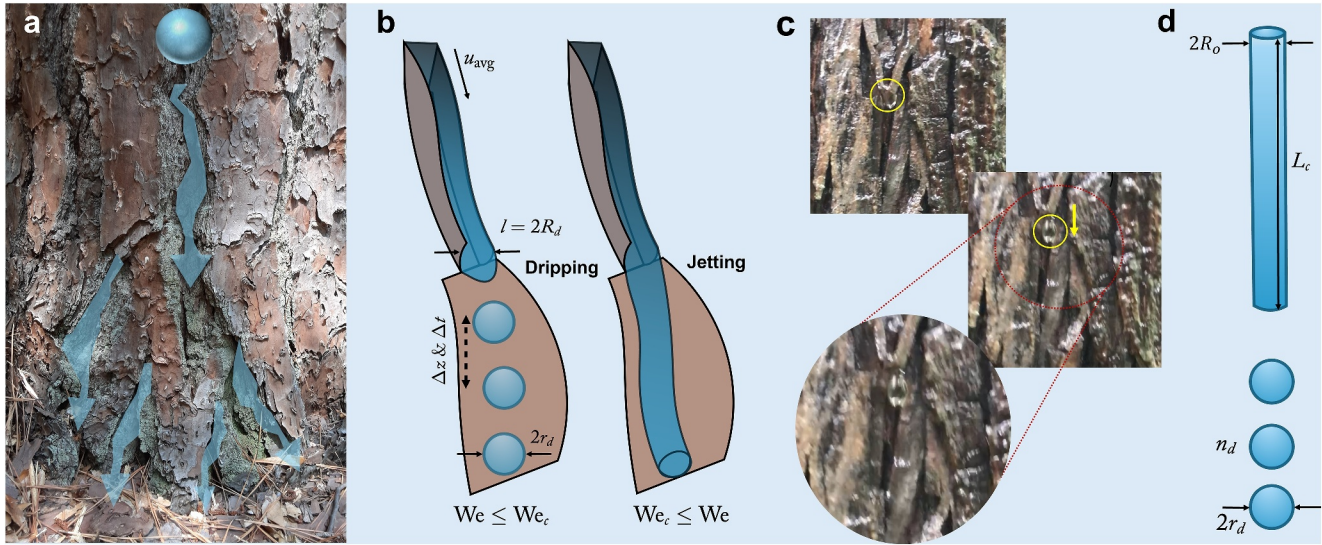 a
b
u_avg
l = 2R_d
Dripping
Δz & Δt
2r_d
We ≤ We_c
Jetting
We_c ≤ We
c
d
2R_o
L_c
n_d
2r_d